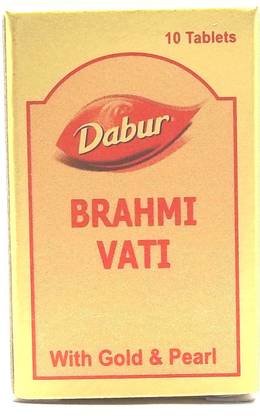 10 Tablets
Dabur
BRAHMI
VATI
With Gold & Pearl